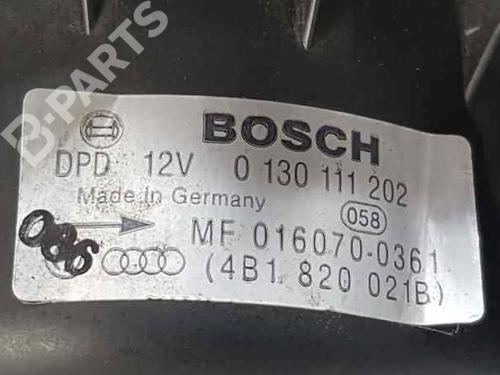 B-PARTS
BOSCH
DPD 12V 0 130 111 202
Made in Germany
058
MF 016070-0361
(4B1 820 021B)